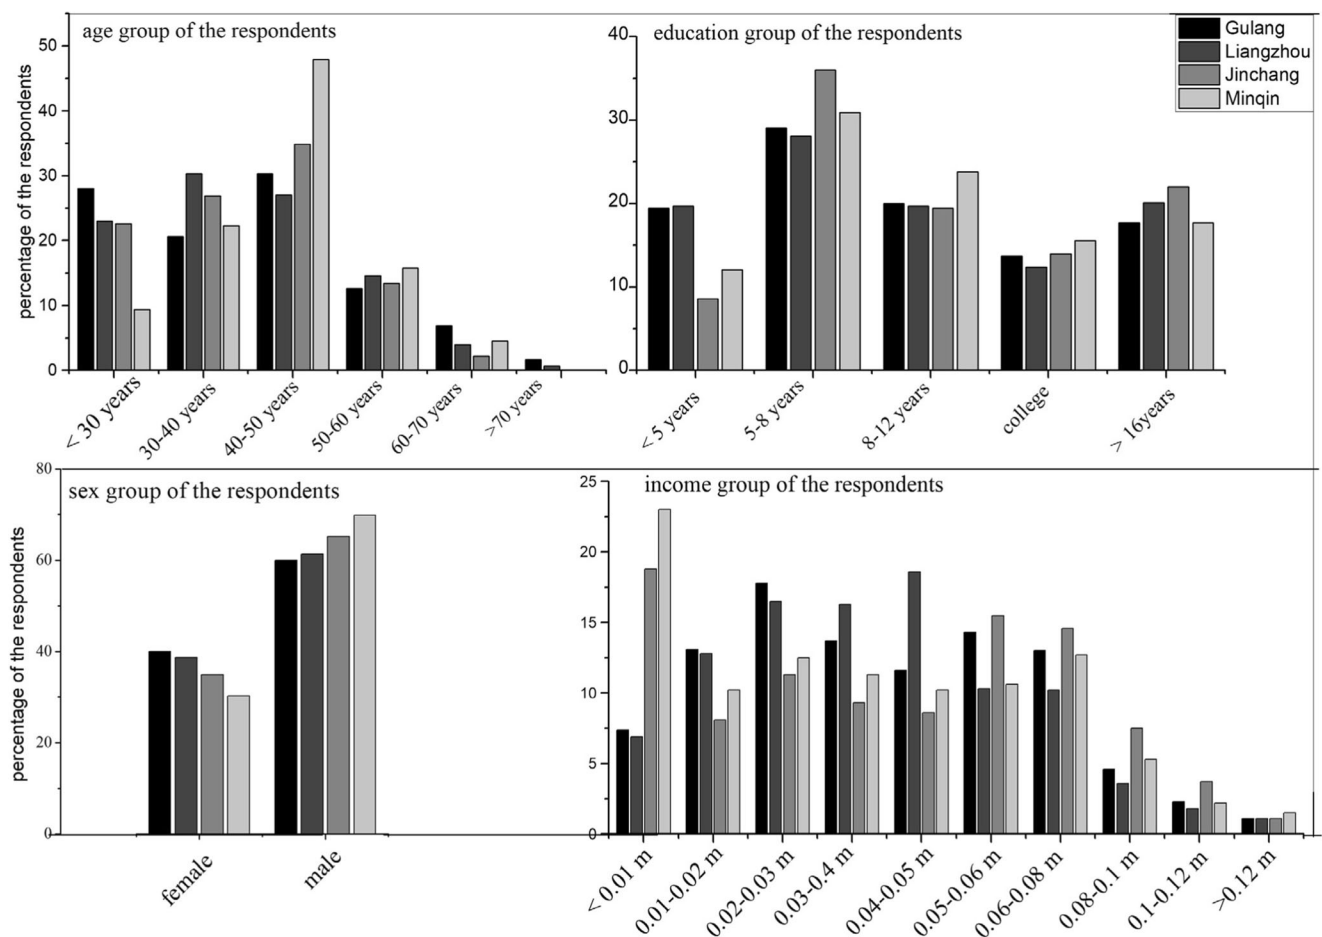 age group of the respondents
percentage of the respondents
50
40
30
20
10
0
< 30 years
30-40 years
40-50 years
50-60 years
60-70 years
>70 years
education group of the respondents
40
30
20
10
0
< 5 years
5-8 years
8-12 years
college
> 16years
Gulang
Liangzhou
Jinchang
Minqin
sex group of the respondents
percentage of the respondents
80
60
40
20
0
female
male
income group of the respondents
25
20
15
10
5
0
< 0.01 m
0.01-0.02 m
0.02-0.03 m
0.03-0.4 m
0.04-0.05 m
0.05-0.06 m
0.06-0.08 m
0.08-0.1 m
0.1-0.12 m
>0.12 m